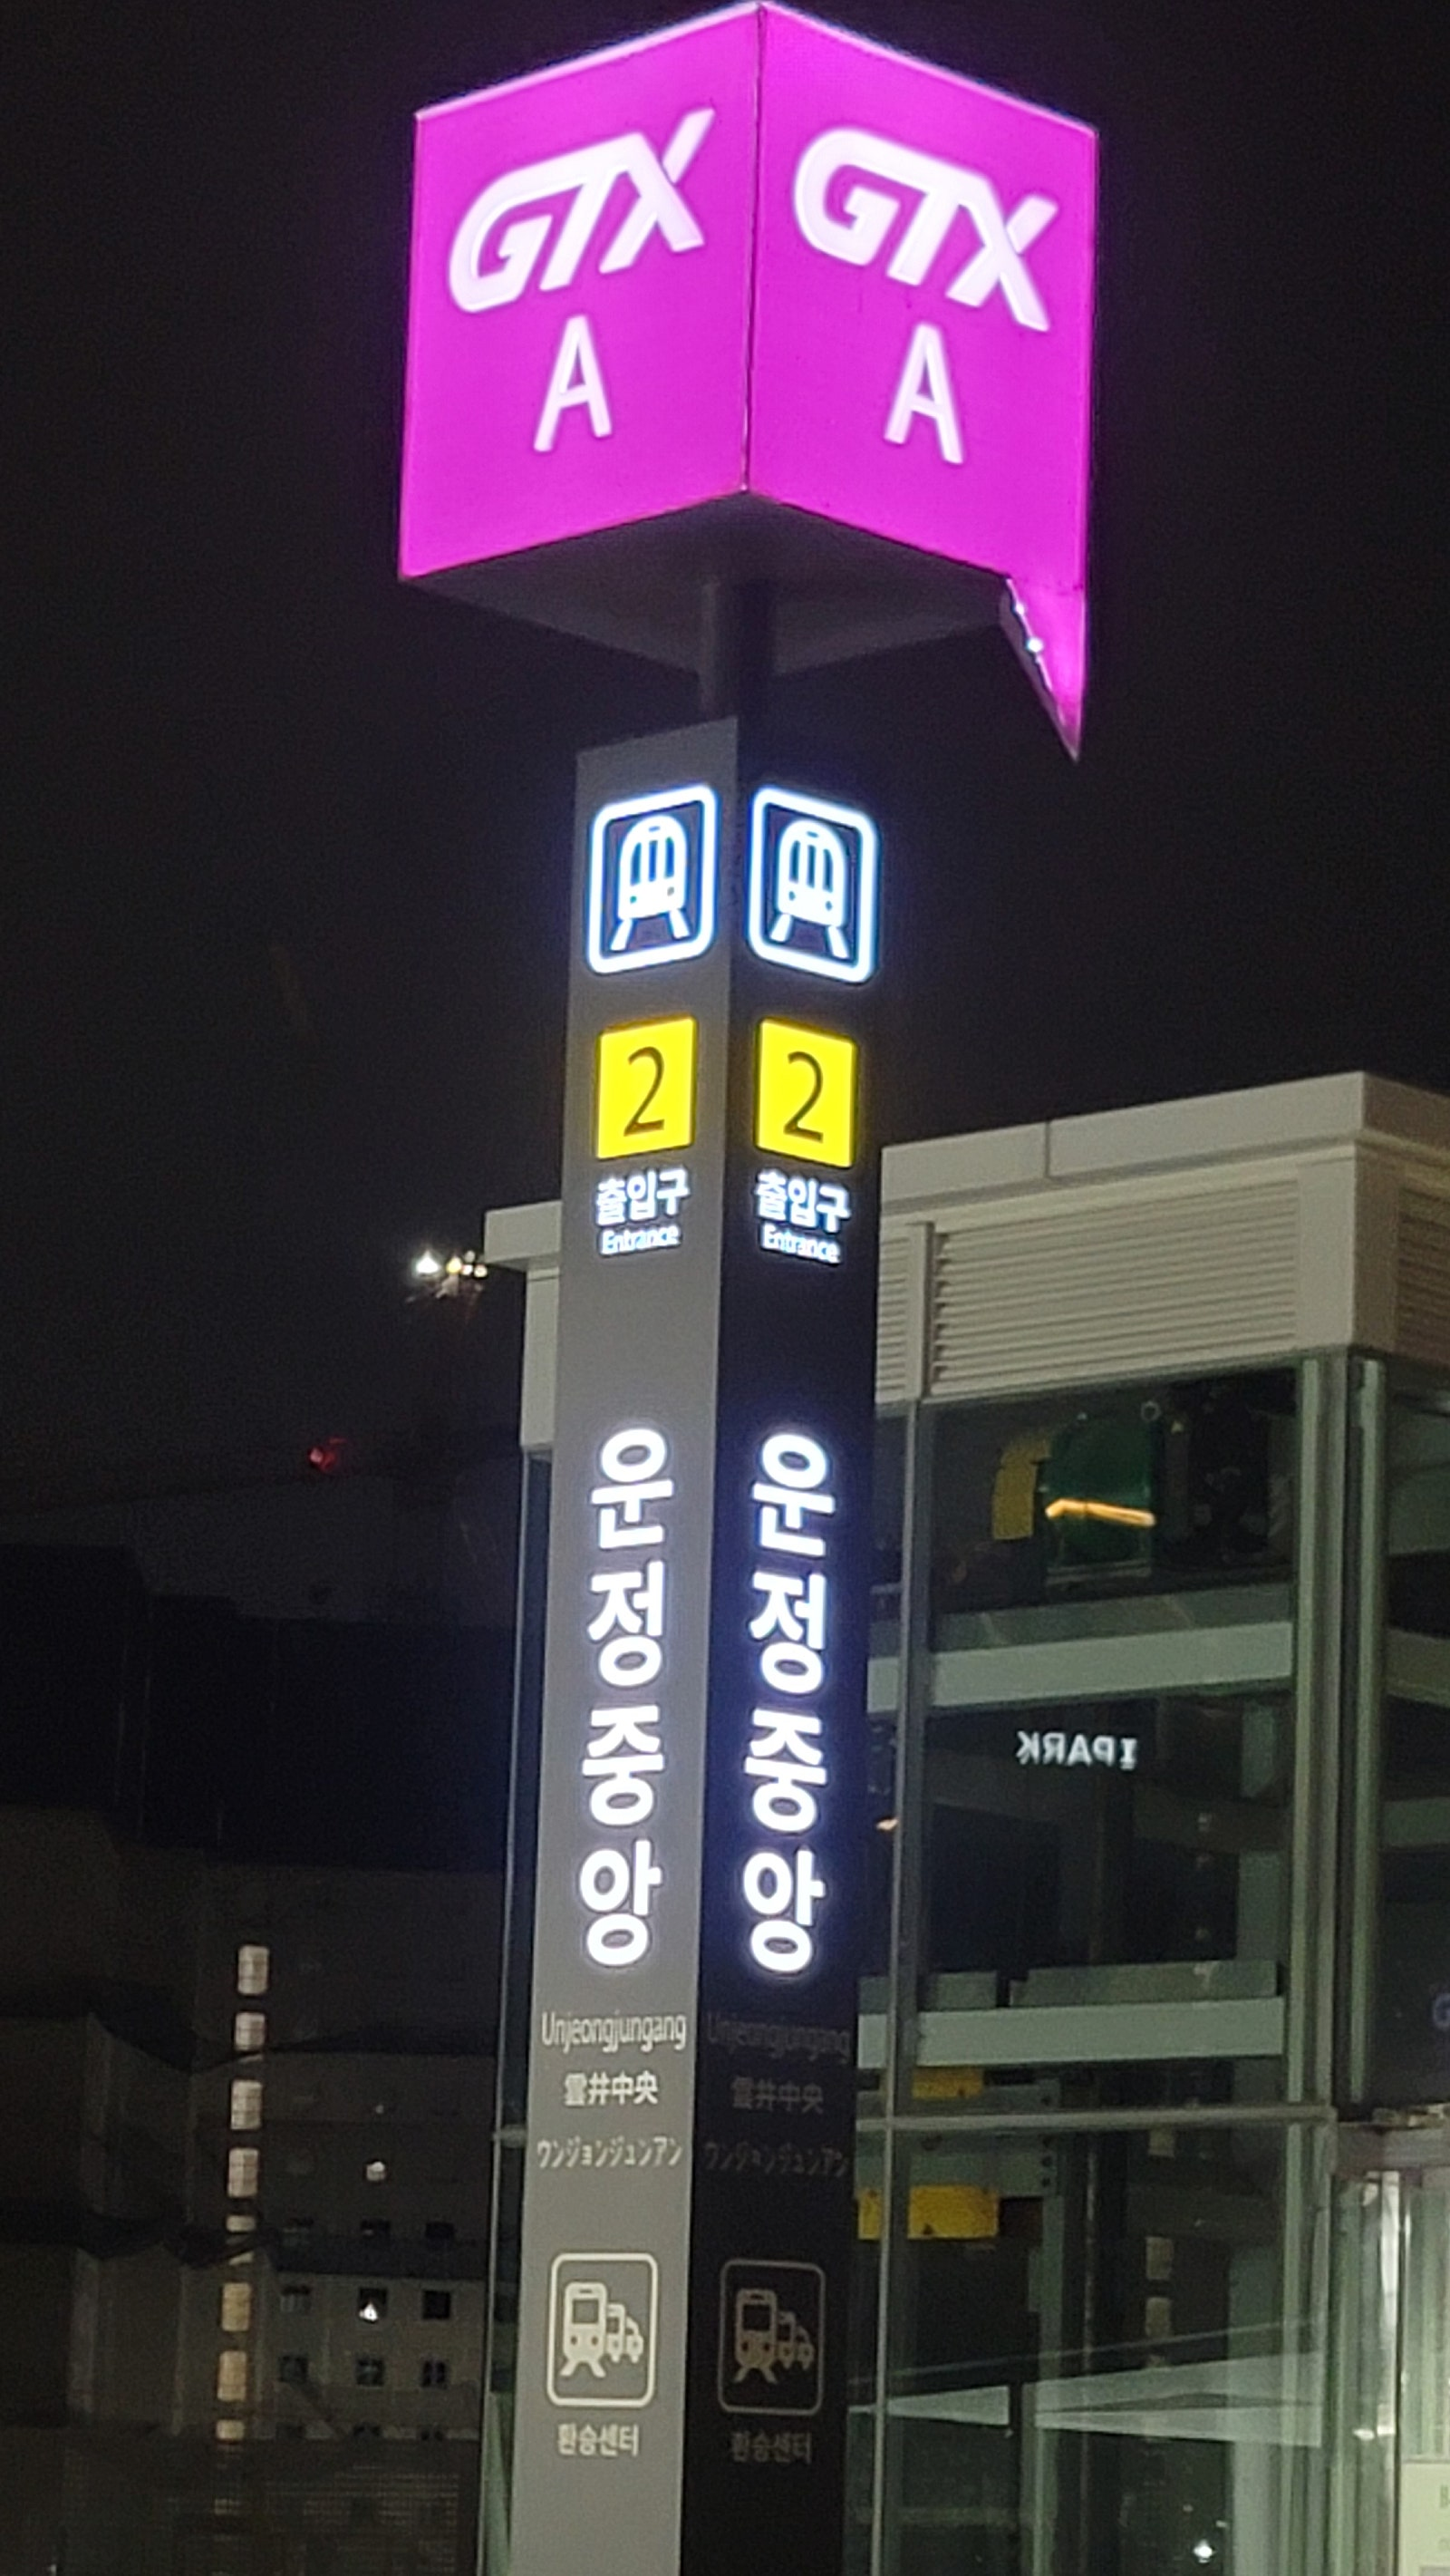 GTX
A
GTX
A
2
출입구
Entrance
운정중앙
Unjeongjungang
雲井中央
ウンジョンジュンアン
환승센터
2
출입구
Entrance
운정중앙
Unjeongjungang
雲井中央
ウンジョンジュンアン
환승센터
IPARK